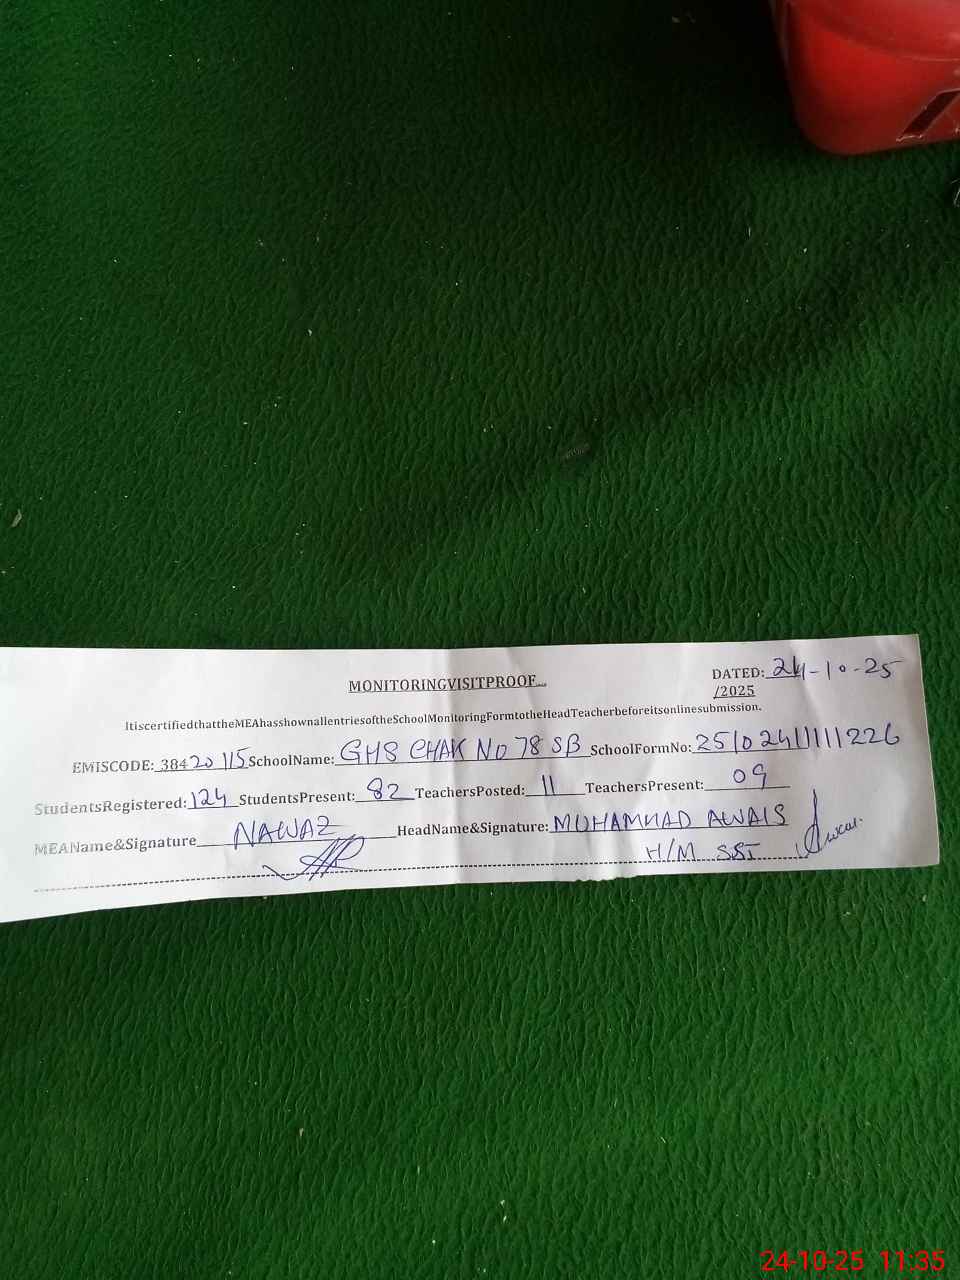 MONITORINGVISITPROOF...
DATED: 24-10-25
/2025
ItiscertifiedthattheMEAhasshownallentriesoftheSchoolMonitoringFormtotheHeadTeacherbeforeitsonlinesubmission.
EMISCODE: 38420115 SchoolName: GHS CHAK NO 78 SB SchoolFormNo: 2510241111226
StudentsRegistered: 124 StudentsPresent: 82 TeachersPosted: 11 TeachersPresent: 09
MEAName&Signature NAWAZ HeadName&Signature: MUHAMMAD AWAIS
H/M SST
24-10-25 11:35